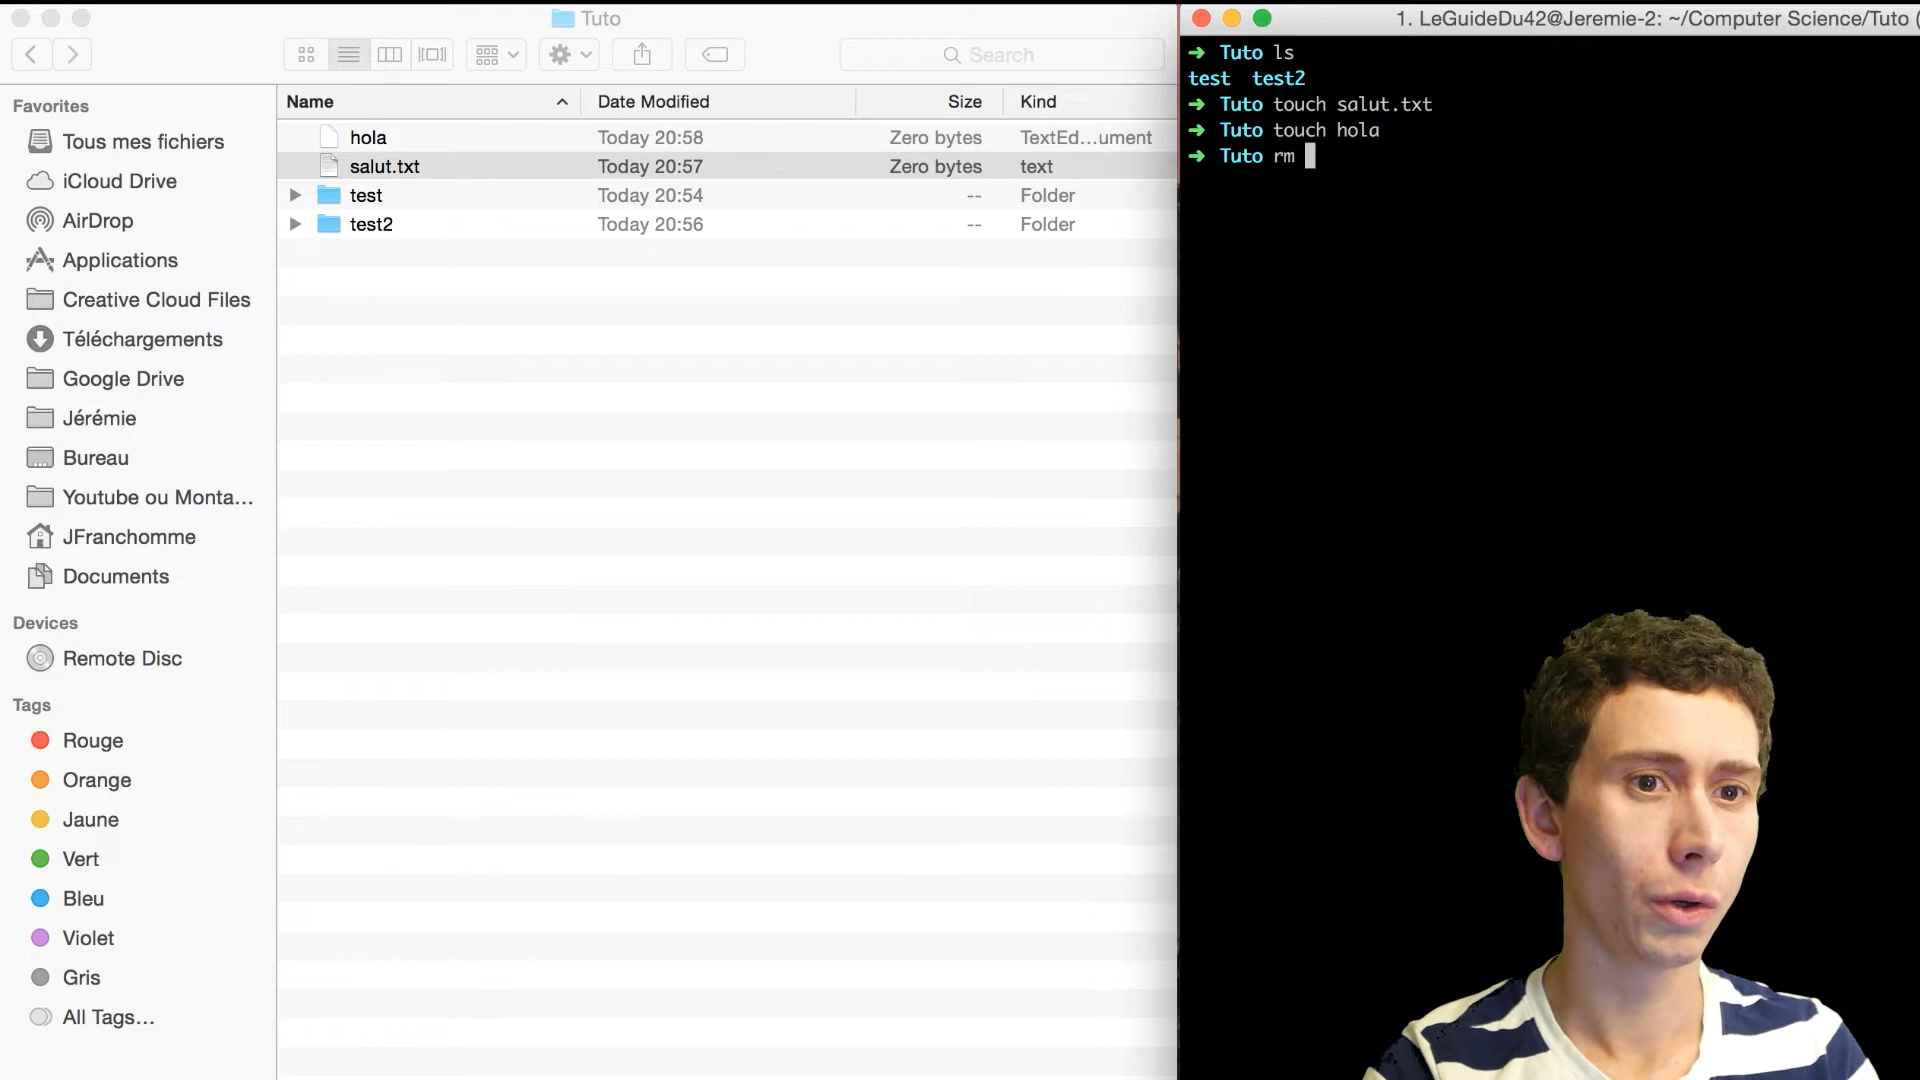 Tuto
Search
Favorites
Tous mes fichiers
iCloud Drive
AirDrop
Applications
Creative Cloud Files
Téléchargements
Google Drive
Jérémie
Bureau
Youtube ou Monta...
JFranchomme
Documents
Devices
Remote Disc
Tags
Rouge
Orange
Jaune
Vert
Bleu
Violet
Gris
All Tags...
Name Date Modified Size Kind
hola Today 20:58 Zero bytes TextEd...ument
salut.txt Today 20:57 Zero bytes text
test Today 20:54 -- Folder
test2 Today 20:56 -- Folder
1. LeGuideDu42@Jeremie-2: ~/Computer Science/Tuto (
➜ Tuto ls
test test2
➜ Tuto touch salut.txt
➜ Tuto touch hola
➜ Tuto rm